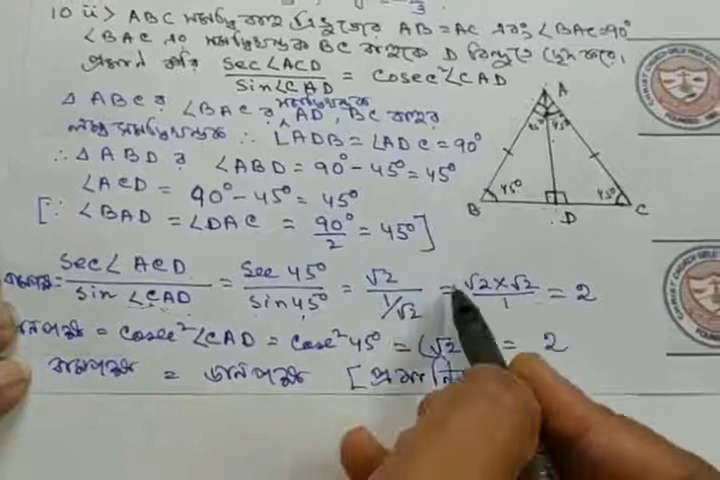 10 ii> ABC সমদ্বিবাহু ত্রিভুজের AB = AC এবং ∠BAC = 90°
∠BAC এর সমদ্বিখণ্ডক BC বাহুকে D বিন্দুতে ছেদ করে।
প্রমাণ করি sec∠ACD / sin∠CAD = cosec²∠CAD
△ ABC র ∠BAC র সমদ্বিখণ্ডক AD, BC বাহুর
লম্ব সমদ্বিখণ্ডক ∴ ∠ADB = ∠ADC = 90°
∴ △ ABD র ∠ABD = 90° - 45° = 45°
∠ACD = 90° - 45° = 45°
[∵ ∠BAD = ∠DAC = 90°/2 = 45°]
বামপক্ষ = sec∠ACD / sin∠CAD = sec 45° / sin 45° = √2 / 1/√2 = √2×√2 / 1 = 2
ডানপক্ষ = cosec²∠CAD = cosec² 45° = (√2 = 2
বামপক্ষ = ডানপক্ষ
A
45° 45°
45° 45°
B D C